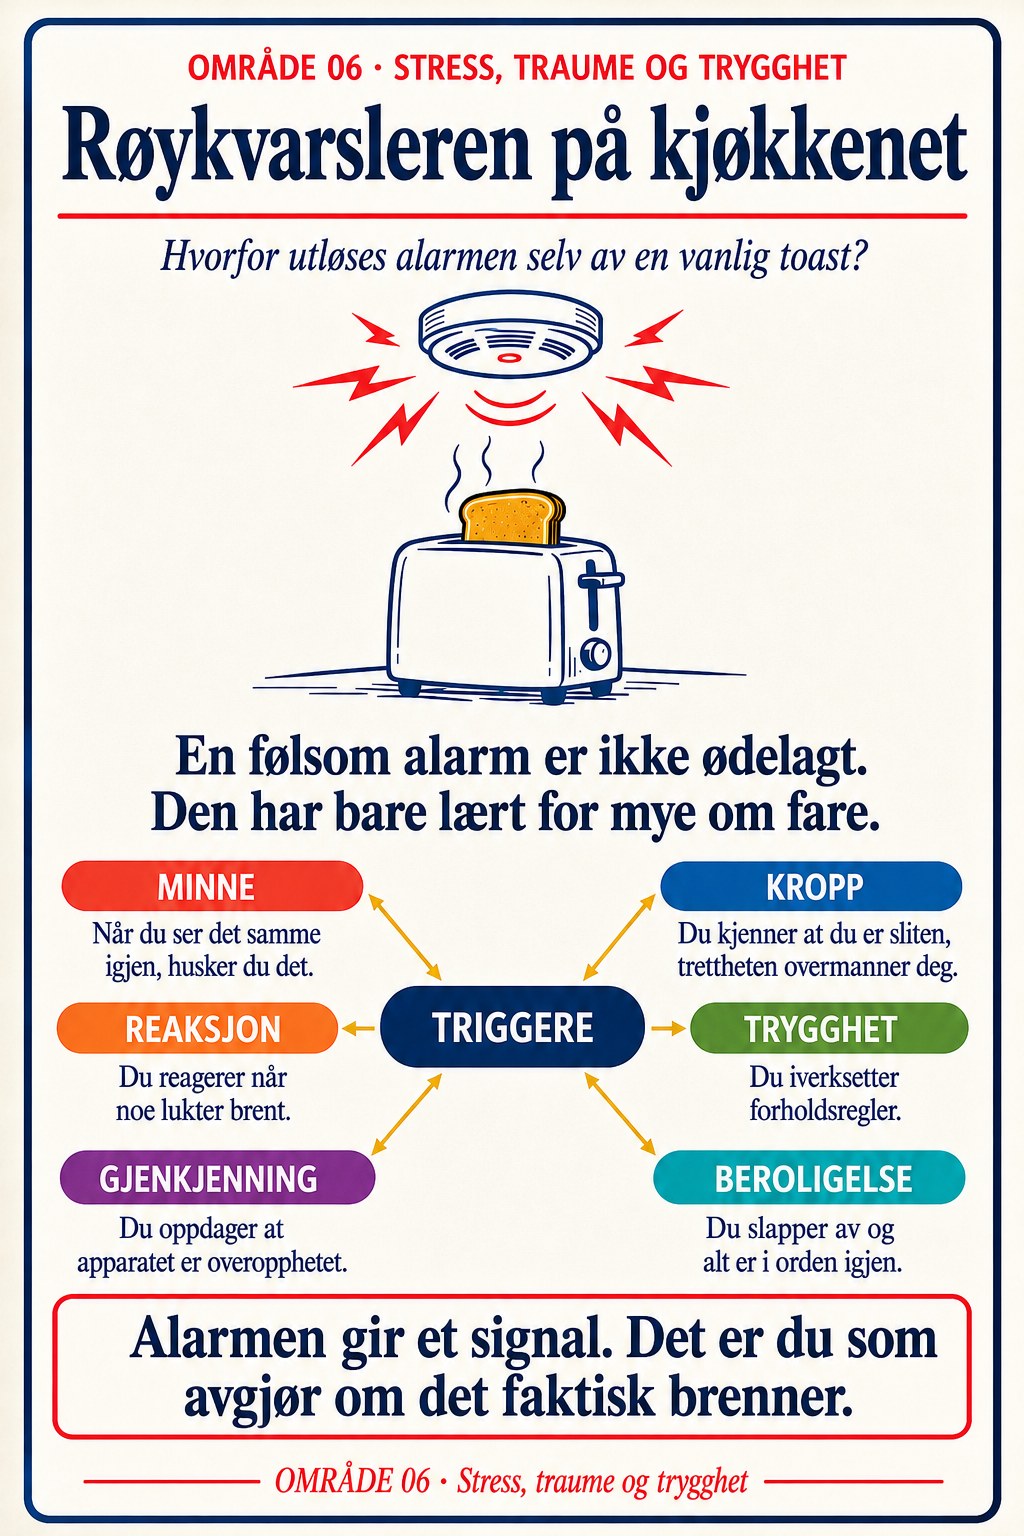 OMRÅDE 06 · STRESS, TRAUME OG TRYGGHET
Røykvarsleren på kjøkkenet
Hvorfor utløses alarmen selv av en vanlig toast?
En følsom alarm er ikke ødelagt.
Den har bare lært for mye om fare.
MINNE
Når du ser det samme
igjen, husker du det.
KROPP
Du kjenner at du er sliten,
trettheten overmanner deg.
REAKSJON
Du reagerer når
noe lukter brent.
TRIGGERE
TRYGGHET
Du iverksetter
forholdsregler.
GJENKJENNING
Du oppdager at
apparatet er overopphetet.
BEROLIGELSE
Du slapper av og
alt er i orden igjen.
Alarmen gir et signal. Det er du som
avgjør om det faktisk brenner.
OMRÅDE 06 · Stress, traume og trygghet